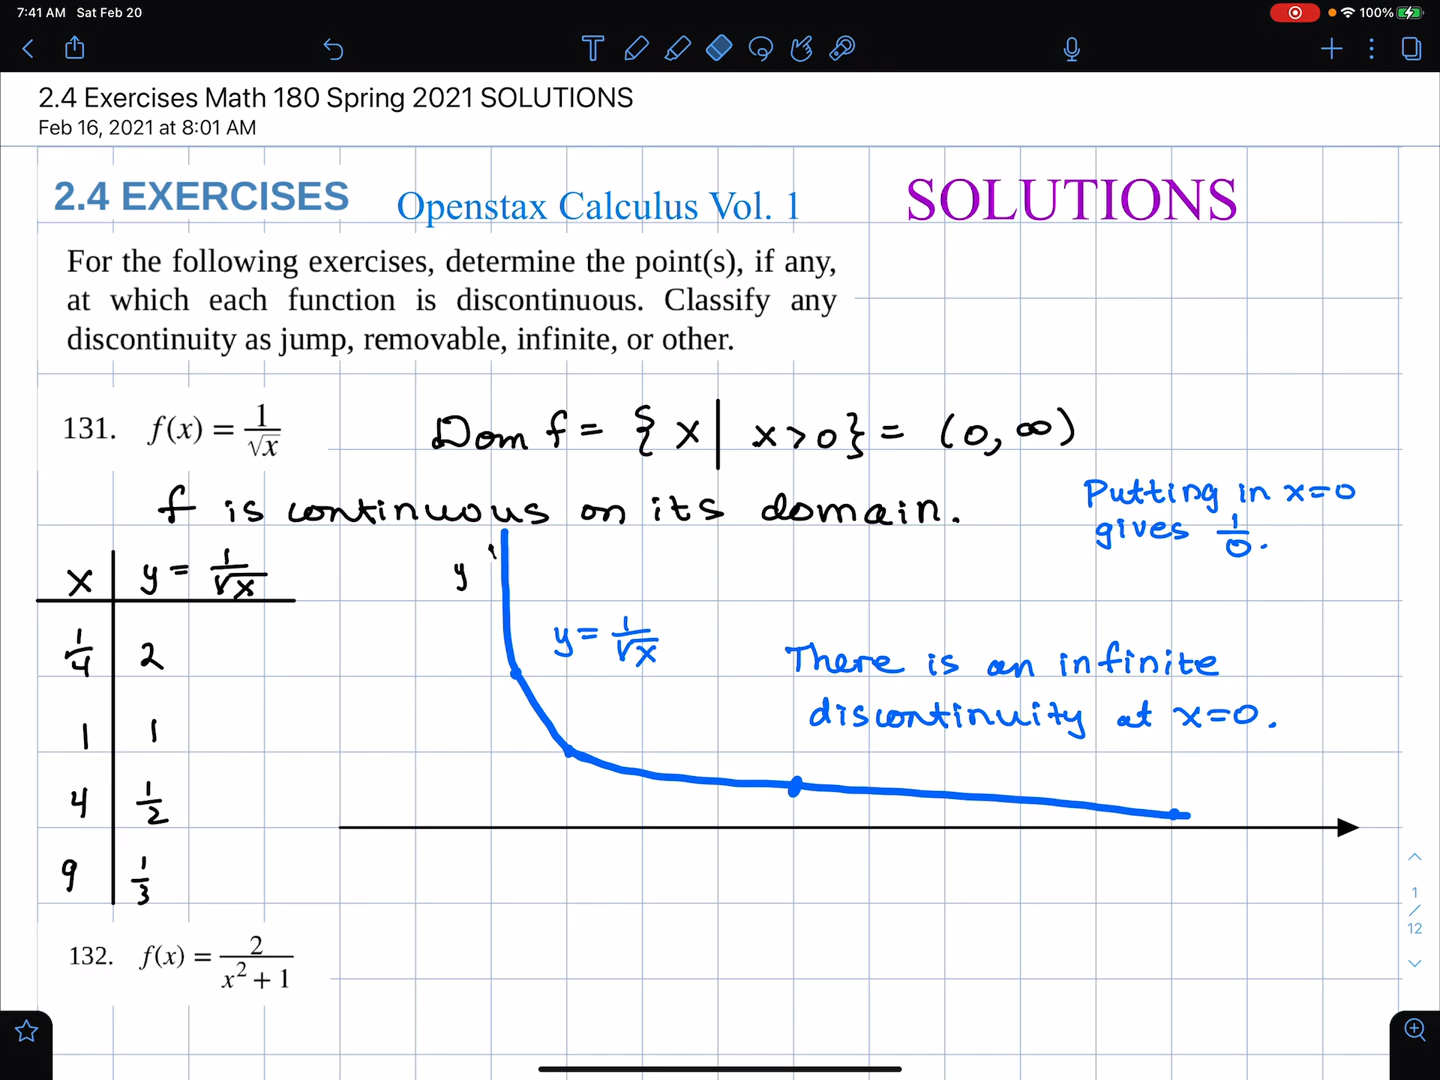 7:41 AM Sat Feb 20
100%
2.4 Exercises Math 180 Spring 2021 SOLUTIONS
Feb 16, 2021 at 8:01 AM
2.4 EXERCISES Openstax Calculus Vol. 1 SOLUTIONS
For the following exercises, determine the point(s), if any,
at which each function is discontinuous. Classify any
discontinuity as jump, removable, infinite, or other.
131. f(x) = 1/√x Dom f = { x | x > 0 } = (0, ∞)
f is continuous on its domain.
Putting in x=0
gives 1/0.
x | y = 1/√x
1/4 | 2
1 | 1
4 | 1/2
9 | 1/3
y
y = 1/√x
There is an infinite
discontinuity at x=0.
132. f(x) = 2/(x² + 1)
1
/
12